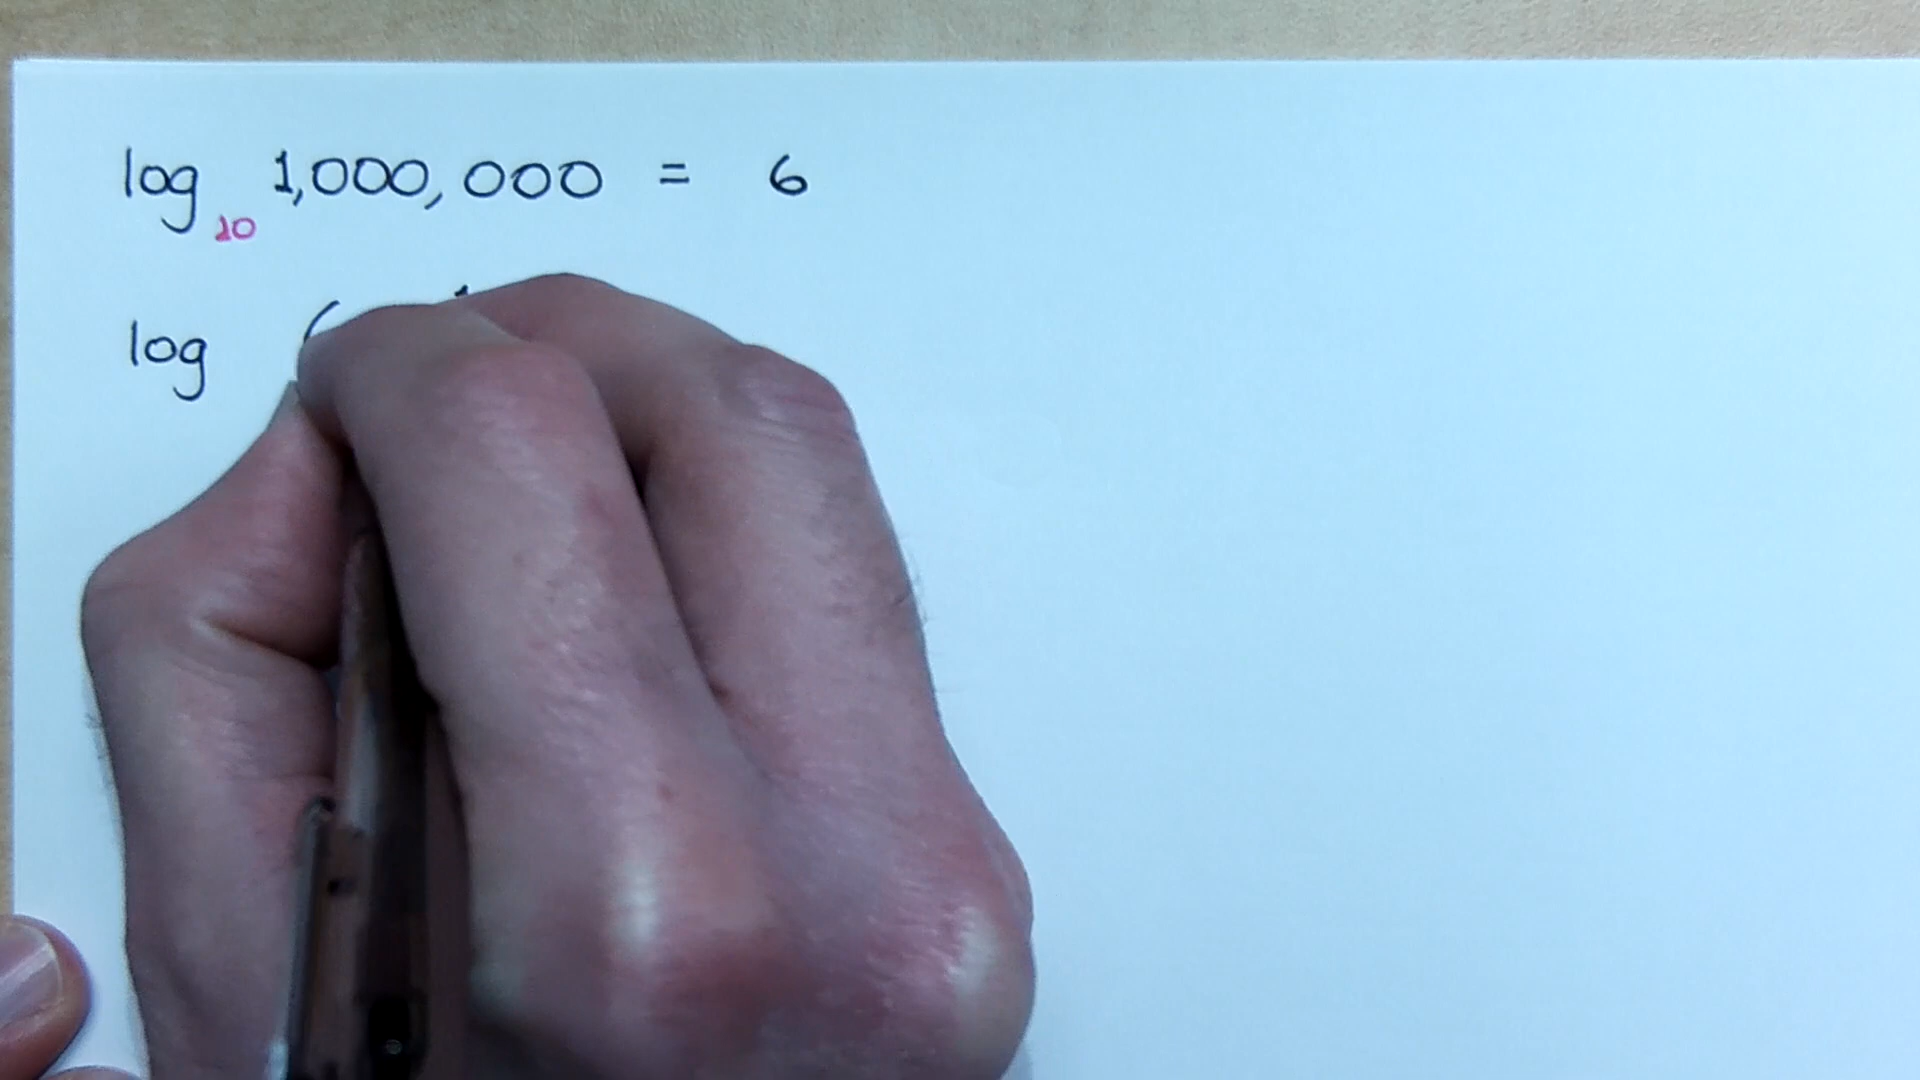 log₁₀ 1,000,000 = 6
log (